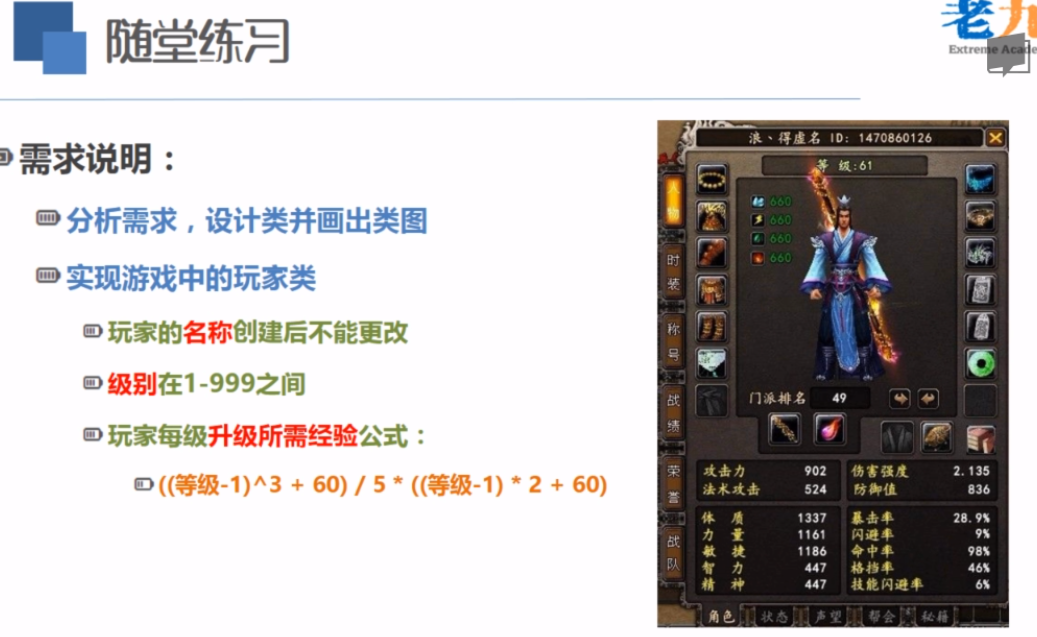 随堂练习
老九
Extreme Acade
需求说明：
分析需求，设计类并画出类图
实现游戏中的玩家类
玩家的名称创建后不能更改
级别在1-999之间
玩家每级升级所需经验公式：
((等级-1)^3 + 60) / 5 * ((等级-1) * 2 + 60)
浪、得虚名 ID: 1470860126
等 级:61
660
660
660
660
人物
时装
称号
战绩
荣誉
战队
门派排名 49
攻击力 902 伤害强度 2.135
法术攻击 524 防御值 836
体 质 1337 暴击率 28.9%
力 量 1161 闪避率 9%
敏 捷 1186 命中率 98%
智 力 447 格挡率 46%
精 神 447 技能闪避率 6%
角色 状态 声望 帮会 秘籍